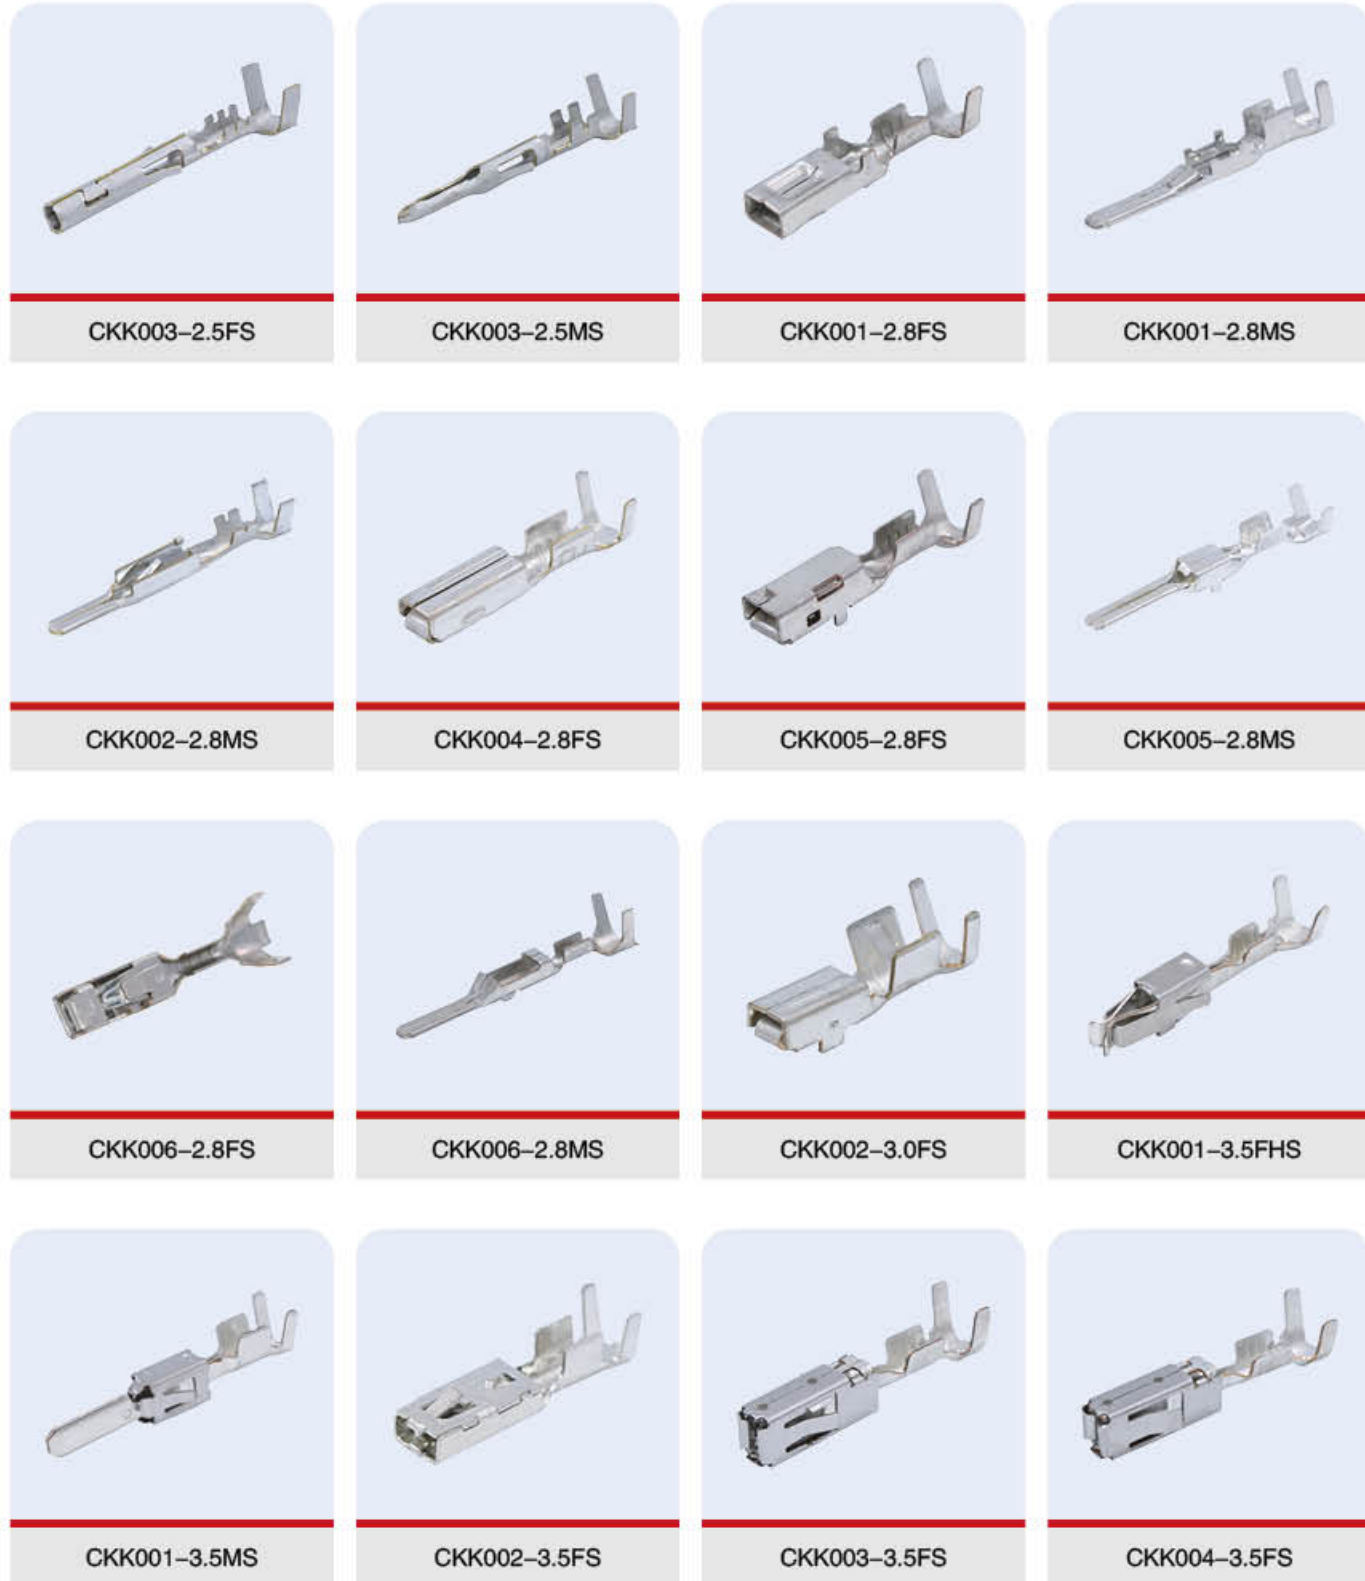 CKK003–2.5FS
CKK003–2.5MS
CKK001–2.8FS
CKK001–2.8MS
CKK002–2.8MS
CKK004–2.8FS
CKK005–2.8FS
CKK005–2.8MS
CKK006–2.8FS
CKK006–2.8MS
CKK002–3.0FS
CKK001–3.5FHS
CKK001–3.5MS
CKK002–3.5FS
CKK003–3.5FS
CKK004–3.5FS